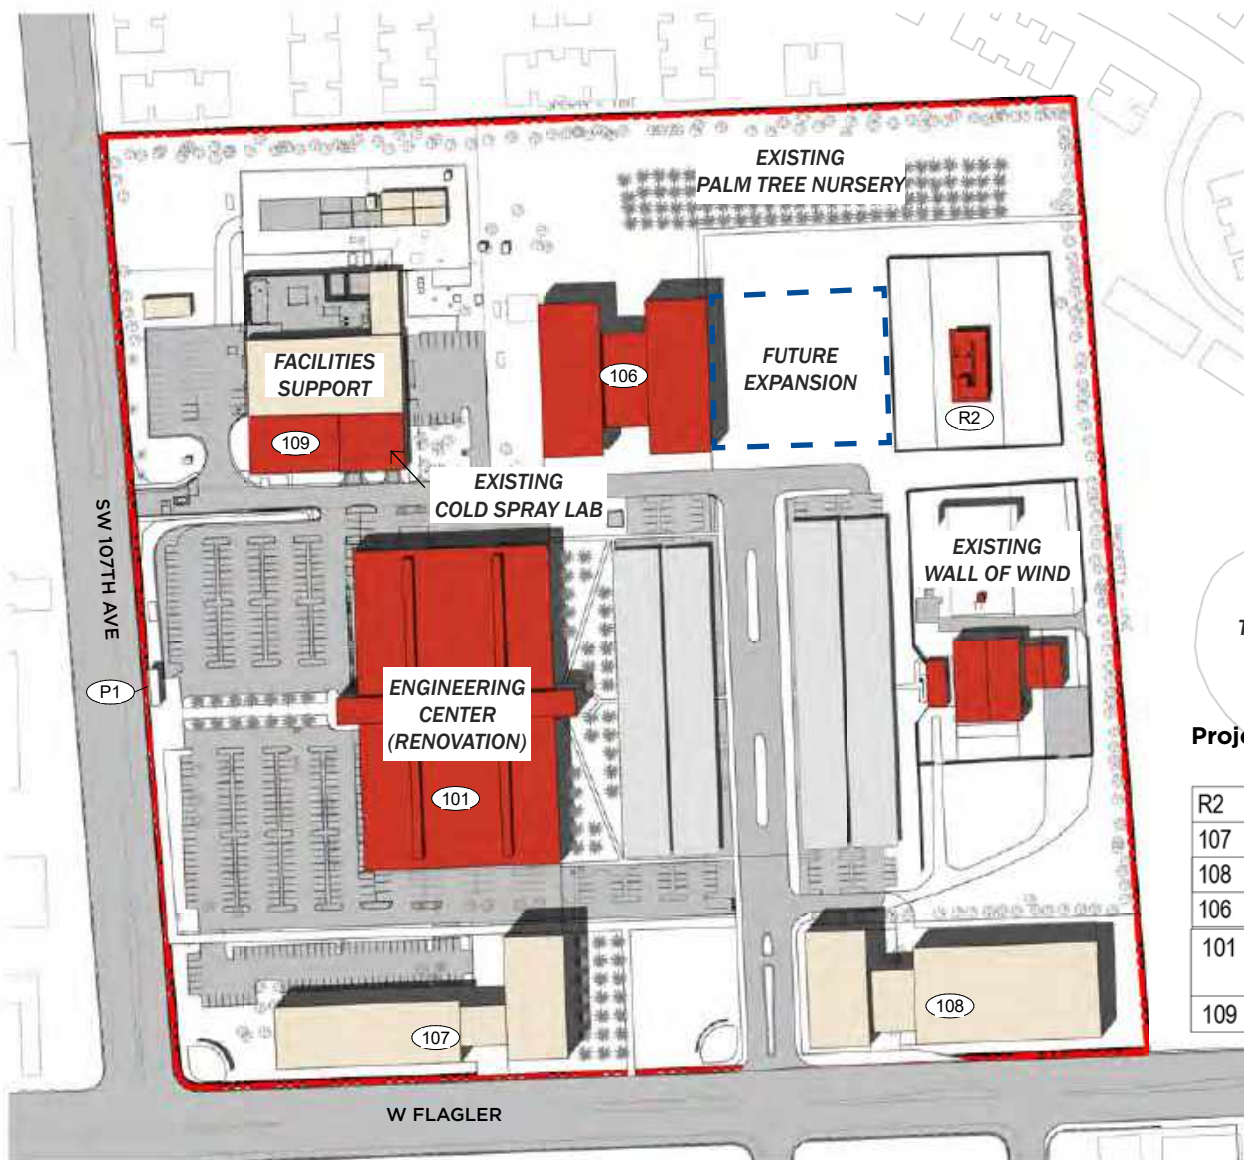 EXISTING
PALM TREE NURSERY
FACILITIES
SUPPORT
106
FUTURE
EXPANSION
R2
109
EXISTING
COLD SPRAY LAB
EXISTING
WALL OF WIND
SW 107TH AVE
P1
ENGINEERING
CENTER
(RENOVATION)
101
T
Proje
R2
107
108
106
101
109
107
108
W FLAGLER